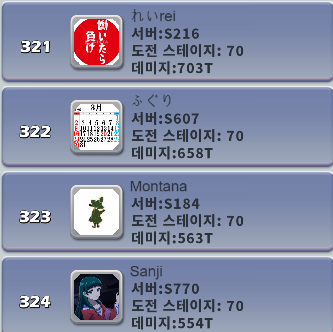 321
働いたら
負け
れいrei
서버:S216
도전 스테이지: 70
데미지:703T
322
3月
ふぐり
서버:S607
도전 스테이지: 70
데미지:658T
323
Montana
서버:S184
도전 스테이지: 70
데미지:563T
324
Sanji
서버:S770
도전 스테이지: 70
데미지:554T